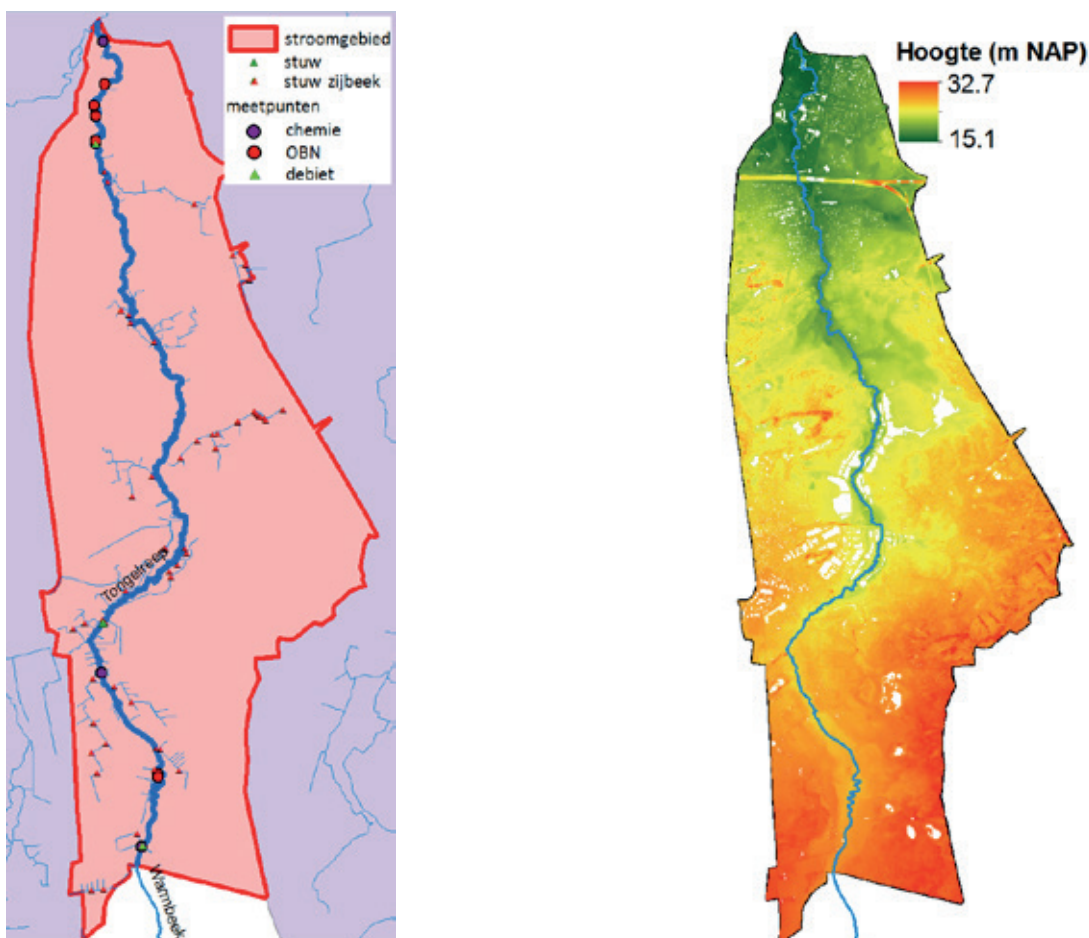 stroomgebied
stuw
stuw zijbeek
meetpunten
chemie
OBN
debiet
Tongelreep
Warmbeek
Hoogte (m NAP)
32.7
15.1